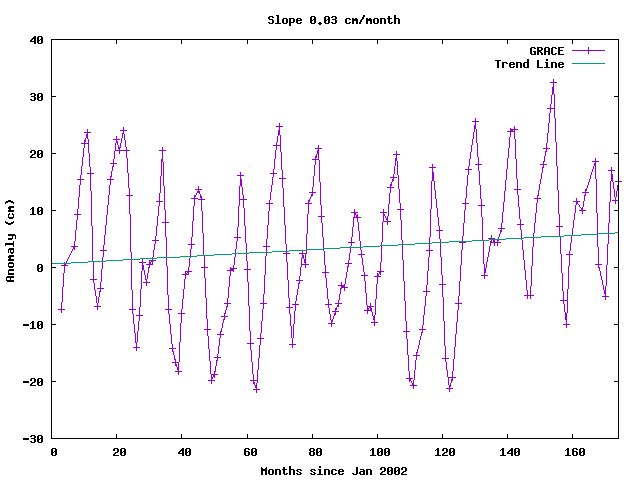 Slope 0.03 cm/month
40
30
20
10
0
-10
-20
-30
Anomaly (cm)
GRACE
Trend Line
0 20 40 60 80 100 120 140 160
Months since Jan 2002